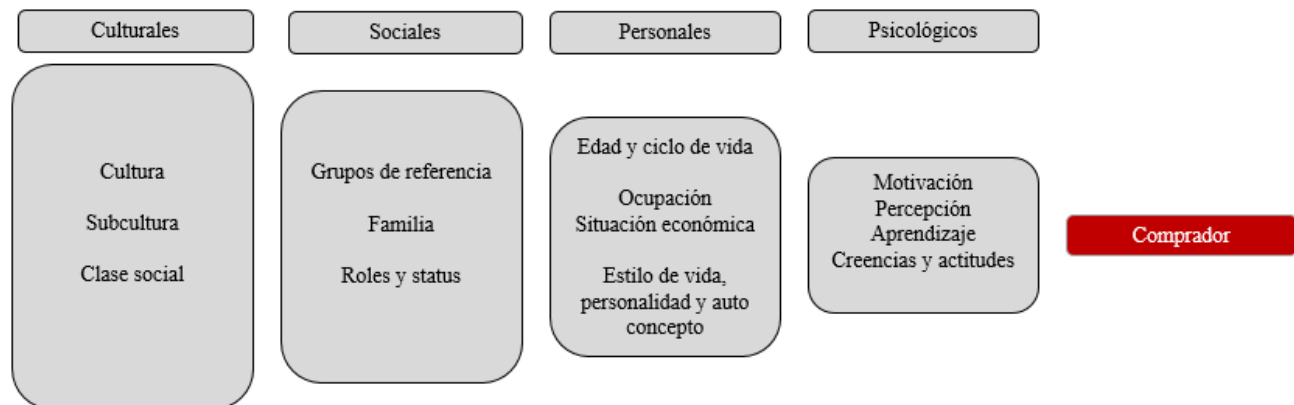 Culturales
Sociales
Personales
Psicológicos
Cultura
Subcultura
Clase social
Grupos de referencia
Familia
Roles y status
Edad y ciclo de vida
Ocupación
Situación económica
Estilo de vida,
personalidad y auto
concepto
Motivación
Percepción
Aprendizaje
Creencias y actitudes
Comprador